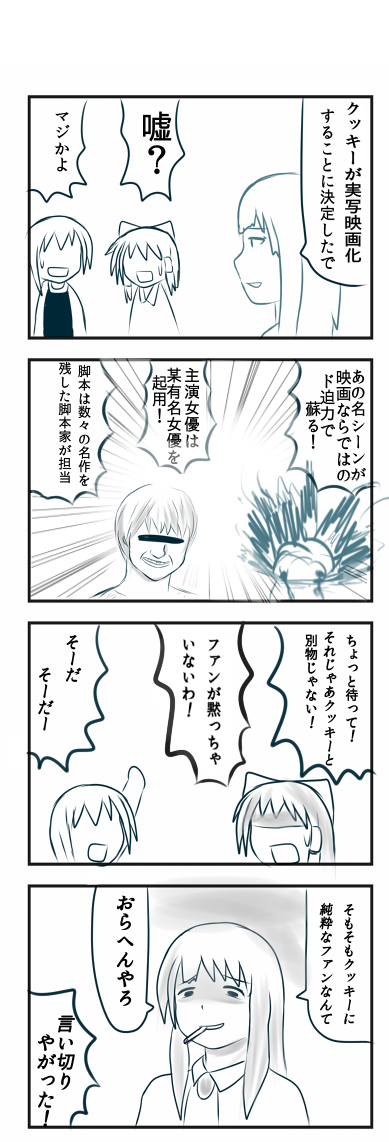 クッキーが実写映画化
することに決定したで
嘘？
マジかよ
あの名シーンが
映画ならではの
ド迫力で
蘇る！
主演女優は
某有名女優を
起用！
脚本は数々の名作を
残した脚本家が担当
ちょっと待って！
それじゃあクッキーと
別物じゃない！
ファンが黙っちゃ
いないわ！
そーだ
そーだー
そもそもクッキーに
純粋なファンなんて
おらへんやろ
言い切り
やがった！